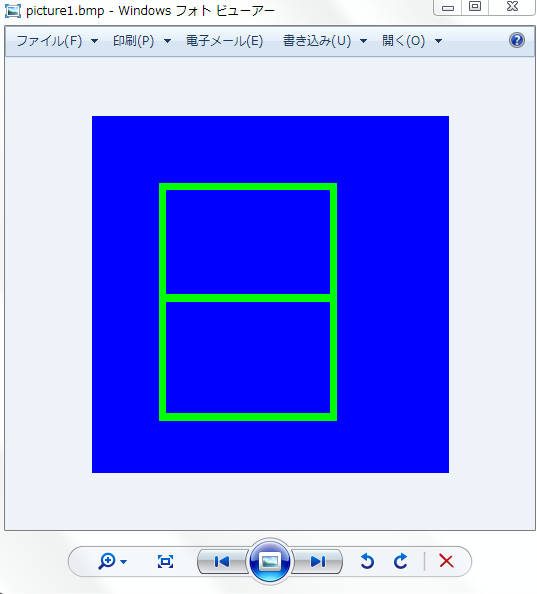 picture1.bmp - Windows フォト ビューアー
ファイル(F) 印刷(P) 電子メール(E) 書き込み(U) 開く(O)
日